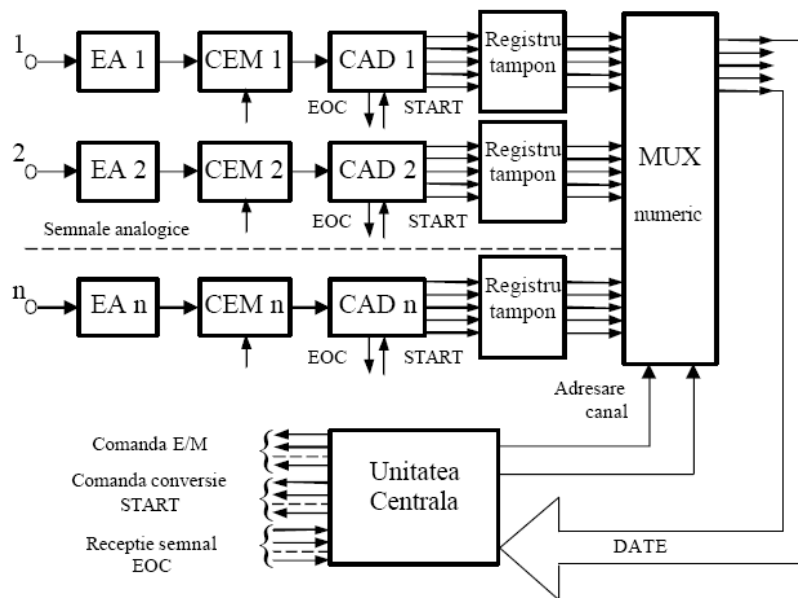 1
EA 1
CEM 1
CAD 1
Registru
tampon
EOC
START
2
EA 2
CEM 2
CAD 2
Registru
tampon
EOC
START
Semnale analogice
n
EA n
CEM n
CAD n
Registru
tampon
EOC
START
MUX
numeric
Adresare
canal
Comanda E/M
Comanda conversie
START
Receptie semnal
EOC
Unitatea
Centrala
DATE